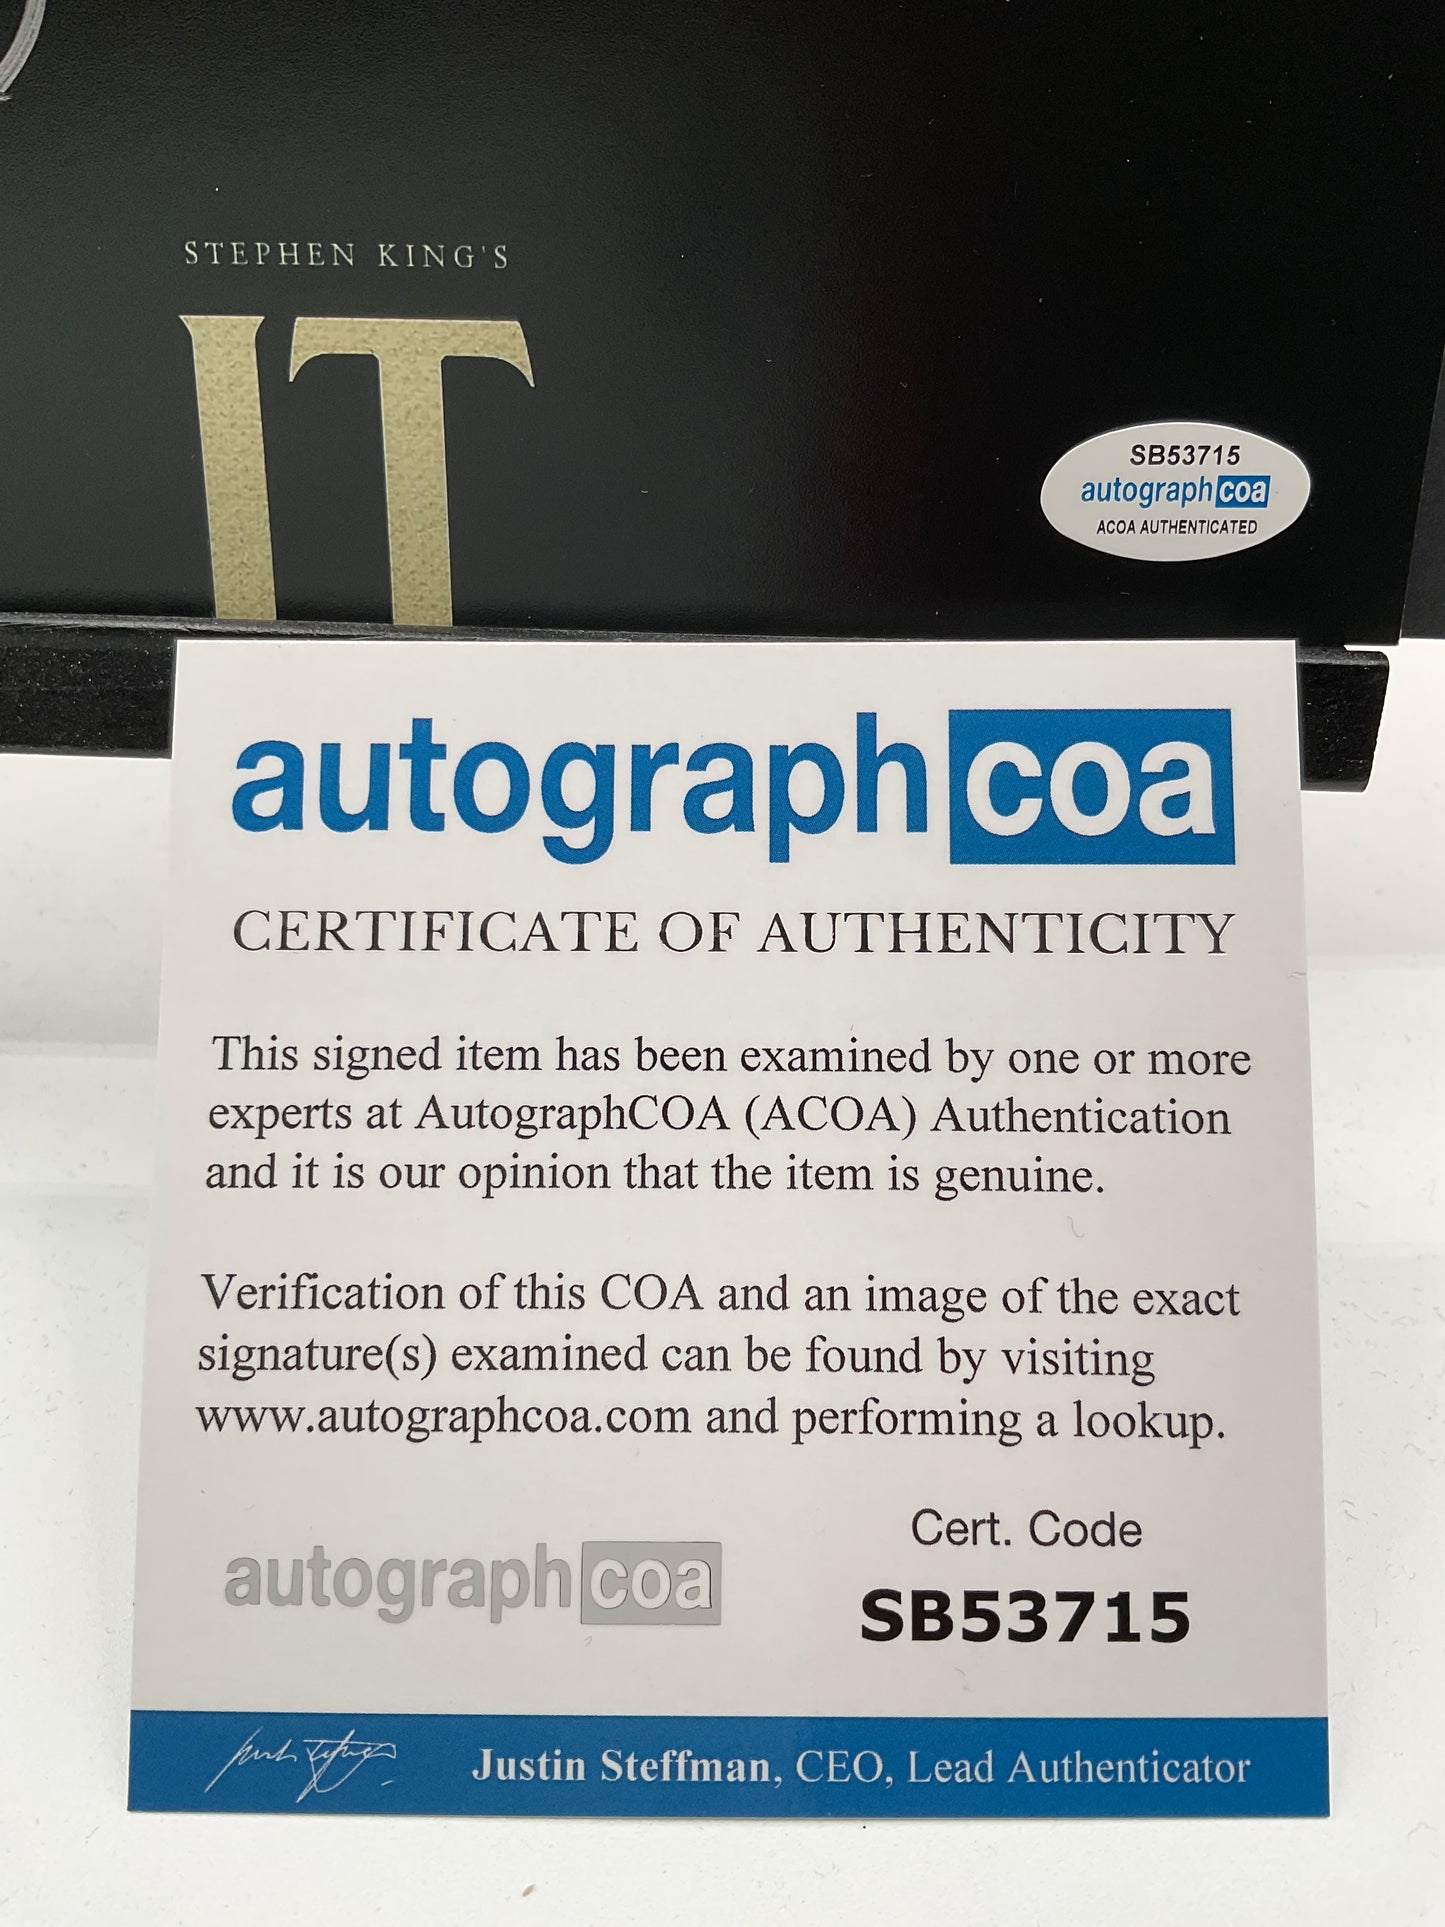 STEPHEN KING'S
IT
SB53715
autographcoa
ACOA AUTHENTICATED
autographcoa
CERTIFICATE OF AUTHENTICITY
This signed item has been examined by one or more
experts at AutographCOA (ACOA) Authentication
and it is our opinion that the item is genuine.
Verification of this COA and an image of the exact
signature(s) examined can be found by visiting
www.autographcoa.com and performing a lookup.
Cert. Code
autographcoa
SB53715
Justin Steffman, CEO, Lead Authenticator